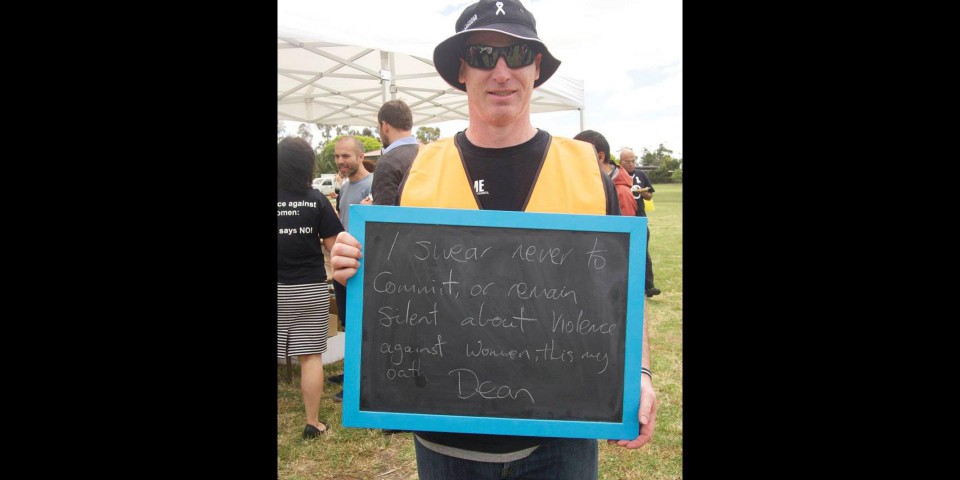 I swear never to
Commit, or remain
Silent about Violence
against women, this my
oath
Dean
ce against
omen:
says NO!
ME